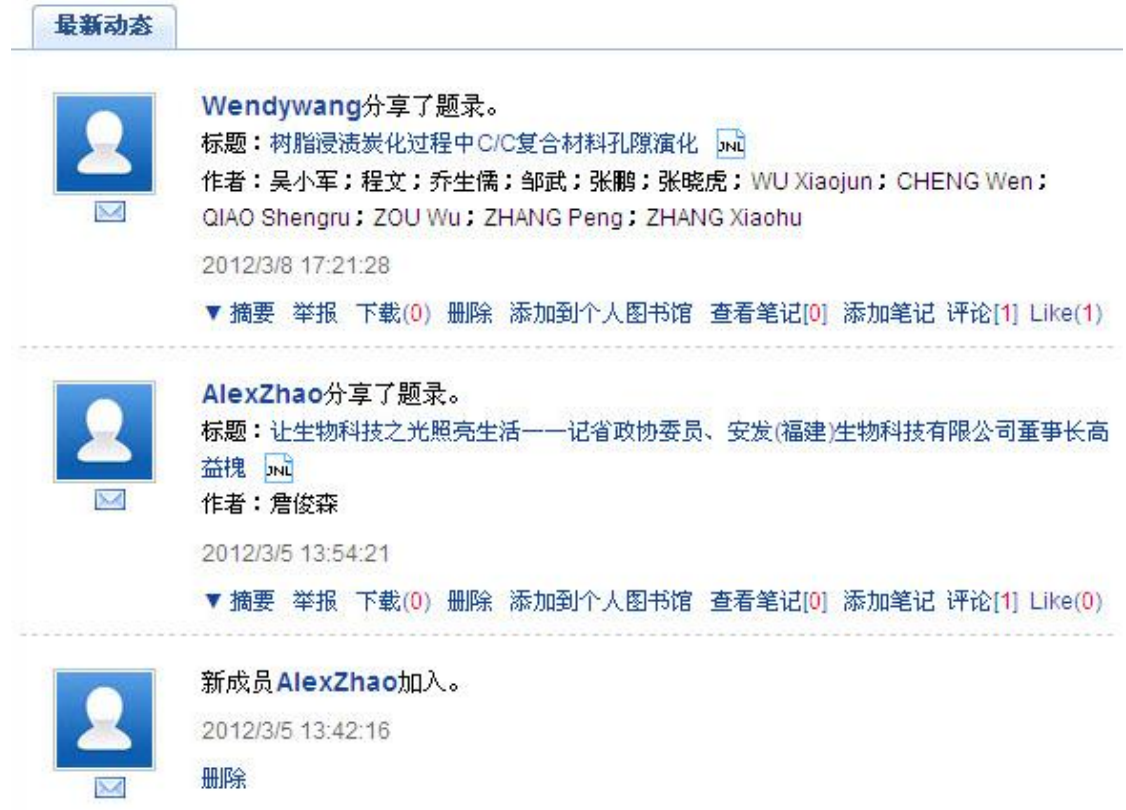 最新动态
Wendywang分享了题录。
标题：树脂浸渍炭化过程中C/C复合材料孔隙演化 JNL
作者：吴小军；程文；乔生儒；邹武；张鹏；张晓虎；WU Xiaojun；CHENG Wen；
QIAO Shengru；ZOU Wu；ZHANG Peng；ZHANG Xiaohu
2012/3/8 17:21:28
▼摘要 举报 下载(0) 删除 添加到个人图书馆 查看笔记[0] 添加笔记 评论[1] Like(1)
AlexZhao分享了题录。
标题：让生物科技之光照亮生活——记省政协委员、安发(福建)生物科技有限公司董事长高
益槐 JNL
作者：詹俊森
2012/3/5 13:54:21
▼摘要 举报 下载(0) 删除 添加到个人图书馆 查看笔记[0] 添加笔记 评论[1] Like(0)
新成员AlexZhao加入。
2012/3/5 13:42:16
删除